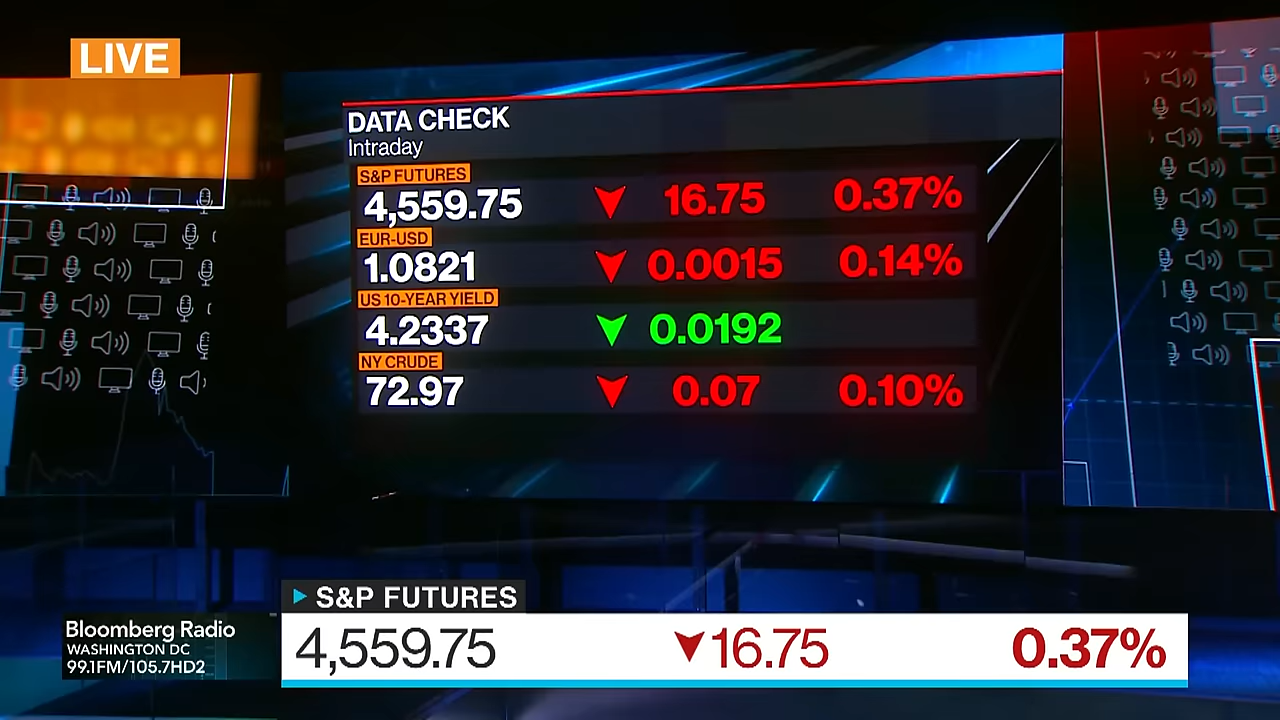 LIVE
DATA CHECK
Intraday
S&P FUTURES
4,559.75 16.75 0.37%
EUR-USD
1.0821 0.0015 0.14%
US 10-YEAR YIELD
4.2337 0.0192
NY CRUDE
72.97 0.07 0.10%
S&P FUTURES
4,559.75 16.75 0.37%
Bloomberg Radio
WASHINGTON DC
99.1FM/105.7HD2